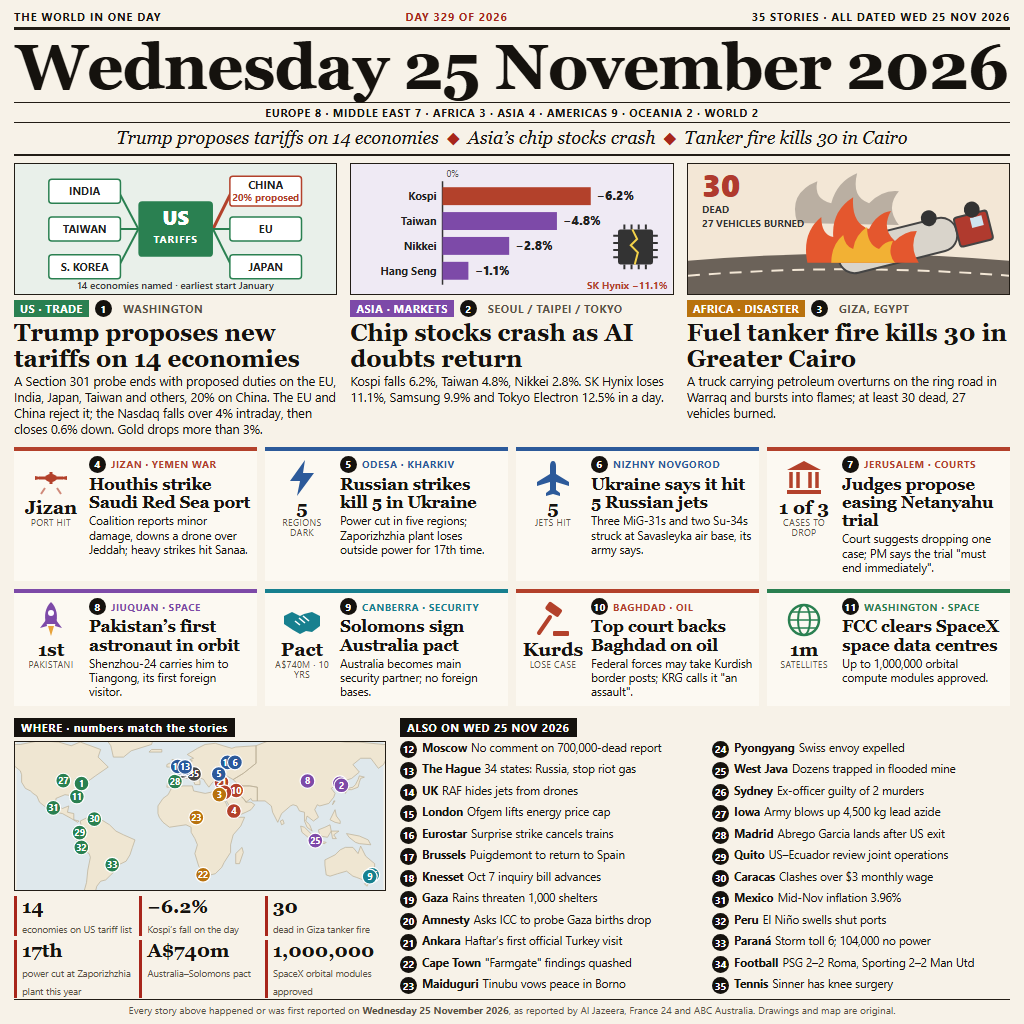 THE WORLD IN ONE DAY
DAY 329 OF 2026
35 STORIES · ALL DATED WED 25 NOV 2026
Wednesday 25 November 2026
EUROPE 8 · MIDDLE EAST 7 · AFRICA 3 · ASIA 4 · AMERICAS 9 · OCEANIA 2 · WORLD 2
Trump proposes tariffs on 14 economies ◆ Asia's chip stocks crash ◆ Tanker fire kills 30 in Cairo
INDIA
TAIWAN
S. KOREA
US
TARIFFS
CHINA
20% proposed
EU
JAPAN
14 economies named · earliest start January
US · TRADE
1
WASHINGTON
Trump proposes new
tariffs on 14 economies
A Section 301 probe ends with proposed duties on the EU,
India, Japan, Taiwan and others, 20% on China. The EU and
China reject it; the Nasdaq falls over 4% intraday, then
closes 0.6% down. Gold drops more than 3%.
0%
Kospi −6.2%
Taiwan −4.8%
Nikkei −2.8%
Hang Seng −1.1%
SK Hynix −11.1%
ASIA · MARKETS
2
SEOUL / TAIPEI / TOKYO
Chip stocks crash as AI
doubts return
Kospi falls 6.2%, Taiwan 4.8%, Nikkei 2.8%. SK Hynix loses
11.1%, Samsung 9.9% and Tokyo Electron 12.5% in a day.
30
DEAD
27 VEHICLES BURNED
AFRICA · DISASTER
3
GIZA, EGYPT
Fuel tanker fire kills 30 in
Greater Cairo
A truck carrying petroleum overturns on the ring road in
Warraq and bursts into flames; at least 30 dead, 27
vehicles burned.
Jizan
PORT HIT
4
JIZAN · YEMEN WAR
Houthis strike
Saudi Red Sea port
Coalition reports minor
damage, downs a drone over
Jeddah; heavy strikes hit Sanaa.
5
REGIONS
DARK
5
ODESA · KHARKIV
Russian strikes
kill 5 in Ukraine
Power cut in five regions;
Zaporizhzhia plant loses
outside power for 17th time.
5
JETS HIT
6
NIZHNY NOVGOROD
Ukraine says it hit
5 Russian jets
Three MiG-31s and two Su-34s
struck at Savasleyka air base, its
army says.
1 of 3
CASES TO
DROP
7
JERUSALEM · COURTS
Judges propose
easing Netanyahu
trial
Court suggests dropping one
case; PM says the trial "must
end immediately".
1st
PAKISTANI
8
JIUQUAN · SPACE
Pakistan's first
astronaut in orbit
Shenzhou-24 carries him to
Tiangong, its first foreign
visitor.
Pact
A$740M · 10
YRS
9
CANBERRA · SECURITY
Solomons sign
Australia pact
Australia becomes main
security partner; no foreign
bases.
Kurds
LOSE CASE
10
BAGHDAD · OIL
Top court backs
Baghdad on oil
Federal forces may take Kurdish
border posts; KRG calls it "an
assault".
1m
SATELLITES
11
WASHINGTON · SPACE
FCC clears SpaceX
space data centres
Up to 1,000,000 orbital
compute modules approved.
WHERE · numbers match the stories
27
1
11
31
30
29
32
33
13
28
5
6
3
10
4
23
22
8
2
25
9
14
economies on US tariff list
−6.2%
Kospi's fall on the day
30
dead in Giza tanker fire
17th
power cut at Zaporizhzhia
plant this year
A$740m
Australia–Solomons pact
1,000,000
SpaceX orbital modules
approved
ALSO ON WED 25 NOV 2026
12 Moscow No comment on 700,000-dead report
13 The Hague 34 states: Russia, stop riot gas
14 UK RAF hides jets from drones
15 London Ofgem lifts energy price cap
16 Eurostar Surprise strike cancels trains
17 Brussels Puigdemont to return to Spain
18 Knesset Oct 7 inquiry bill advances
19 Gaza Rains threaten 1,000 shelters
20 Amnesty Asks ICC to probe Gaza births drop
21 Ankara Haftar's first official Turkey visit
22 Cape Town "Farmgate" findings quashed
23 Maiduguri Tinubu vows peace in Borno
24 Pyongyang Swiss envoy expelled
25 West Java Dozens trapped in flooded mine
26 Sydney Ex-officer guilty of 2 murders
27 Iowa Army blows up 4,500 kg lead azide
28 Madrid Abrego Garcia lands after US exit
29 Quito US–Ecuador review joint operations
30 Caracas Clashes over $3 monthly wage
31 Mexico Mid-Nov inflation 3.96%
32 Peru El Niño swells shut ports
33 Paraná Storm toll 6; 104,000 no power
34 Football PSG 2–2 Roma, Sporting 2–2 Man Utd
35 Tennis Sinner has knee surgery
Every story above happened or was first reported on Wednesday 25 November 2026, as reported by Al Jazeera, France 24 and ABC Australia. Drawings and map are original.